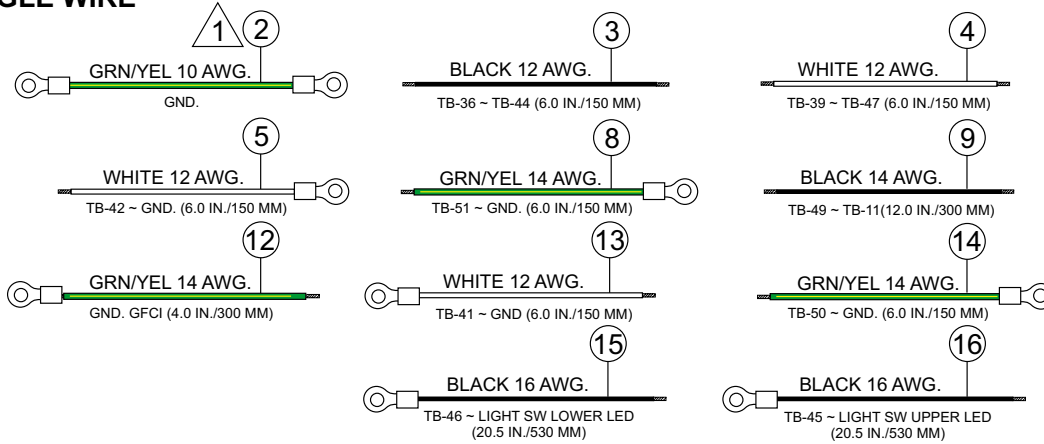 GLE WIRE
1
2
GRN/YEL 10 AWG.
GND.
3
BLACK 12 AWG.
TB-36 ~ TB-44 (6.0 IN./150 MM)
4
WHITE 12 AWG.
TB-39 ~ TB-47 (6.0 IN./150 MM)
5
WHITE 12 AWG.
TB-42 ~ GND. (6.0 IN./150 MM)
8
GRN/YEL 14 AWG.
TB-51 ~ GND. (6.0 IN./150 MM)
9
BLACK 14 AWG.
TB-49 ~ TB-11(12.0 IN./300 MM)
12
GRN/YEL 14 AWG.
GND. GFCI (4.0 IN./300 MM)
13
WHITE 12 AWG.
TB-41 ~ GND (6.0 IN./150 MM)
14
GRN/YEL 14 AWG.
TB-50 ~ GND. (6.0 IN./150 MM)
15
BLACK 16 AWG.
TB-46 ~ LIGHT SW LOWER LED
(20.5 IN./530 MM)
16
BLACK 16 AWG.
TB-45 ~ LIGHT SW UPPER LED
(20.5 IN./530 MM)